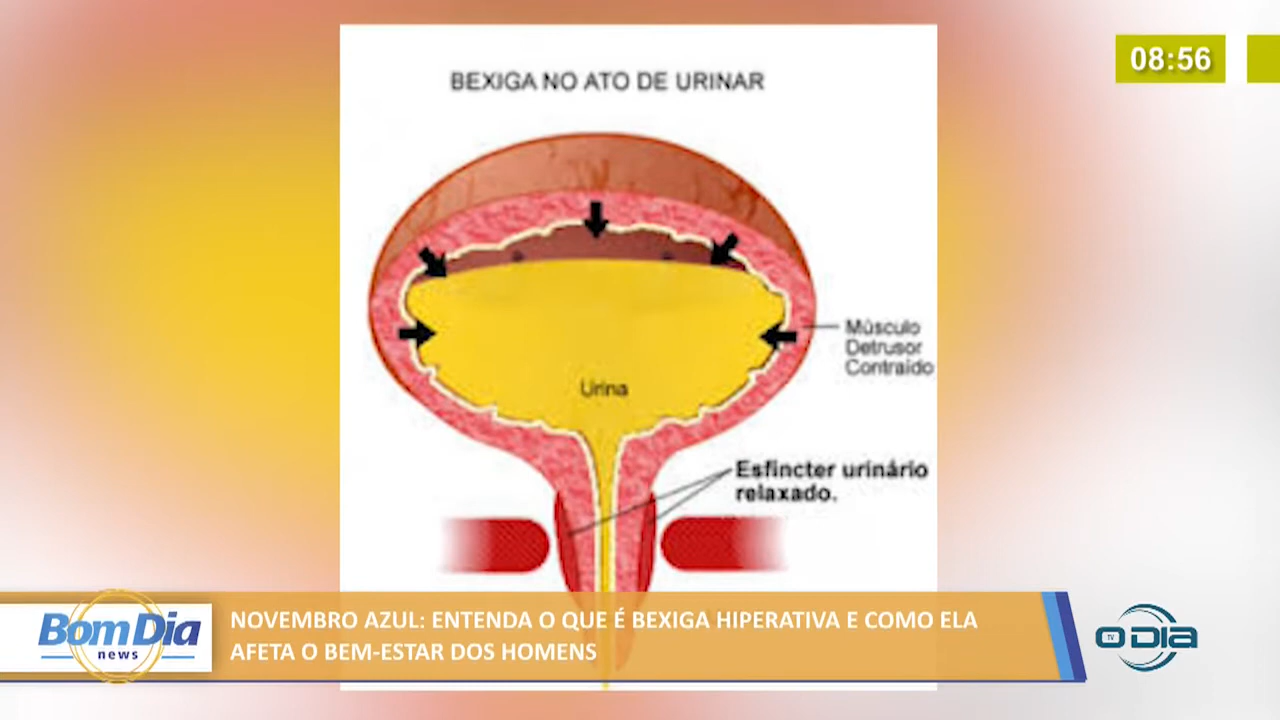 08:56
BEXIGA NO ATO DE URINAR
Músculo
Detrusor
Contraído
Urina
Esfincter urinário
relaxado.
NOVEMBRO AZUL: ENTENDA O QUE É BEXIGA HIPERATIVA E COMO ELA
AFETA O BEM-ESTAR DOS HOMENS
Bom Dia
news
TV
O DIA